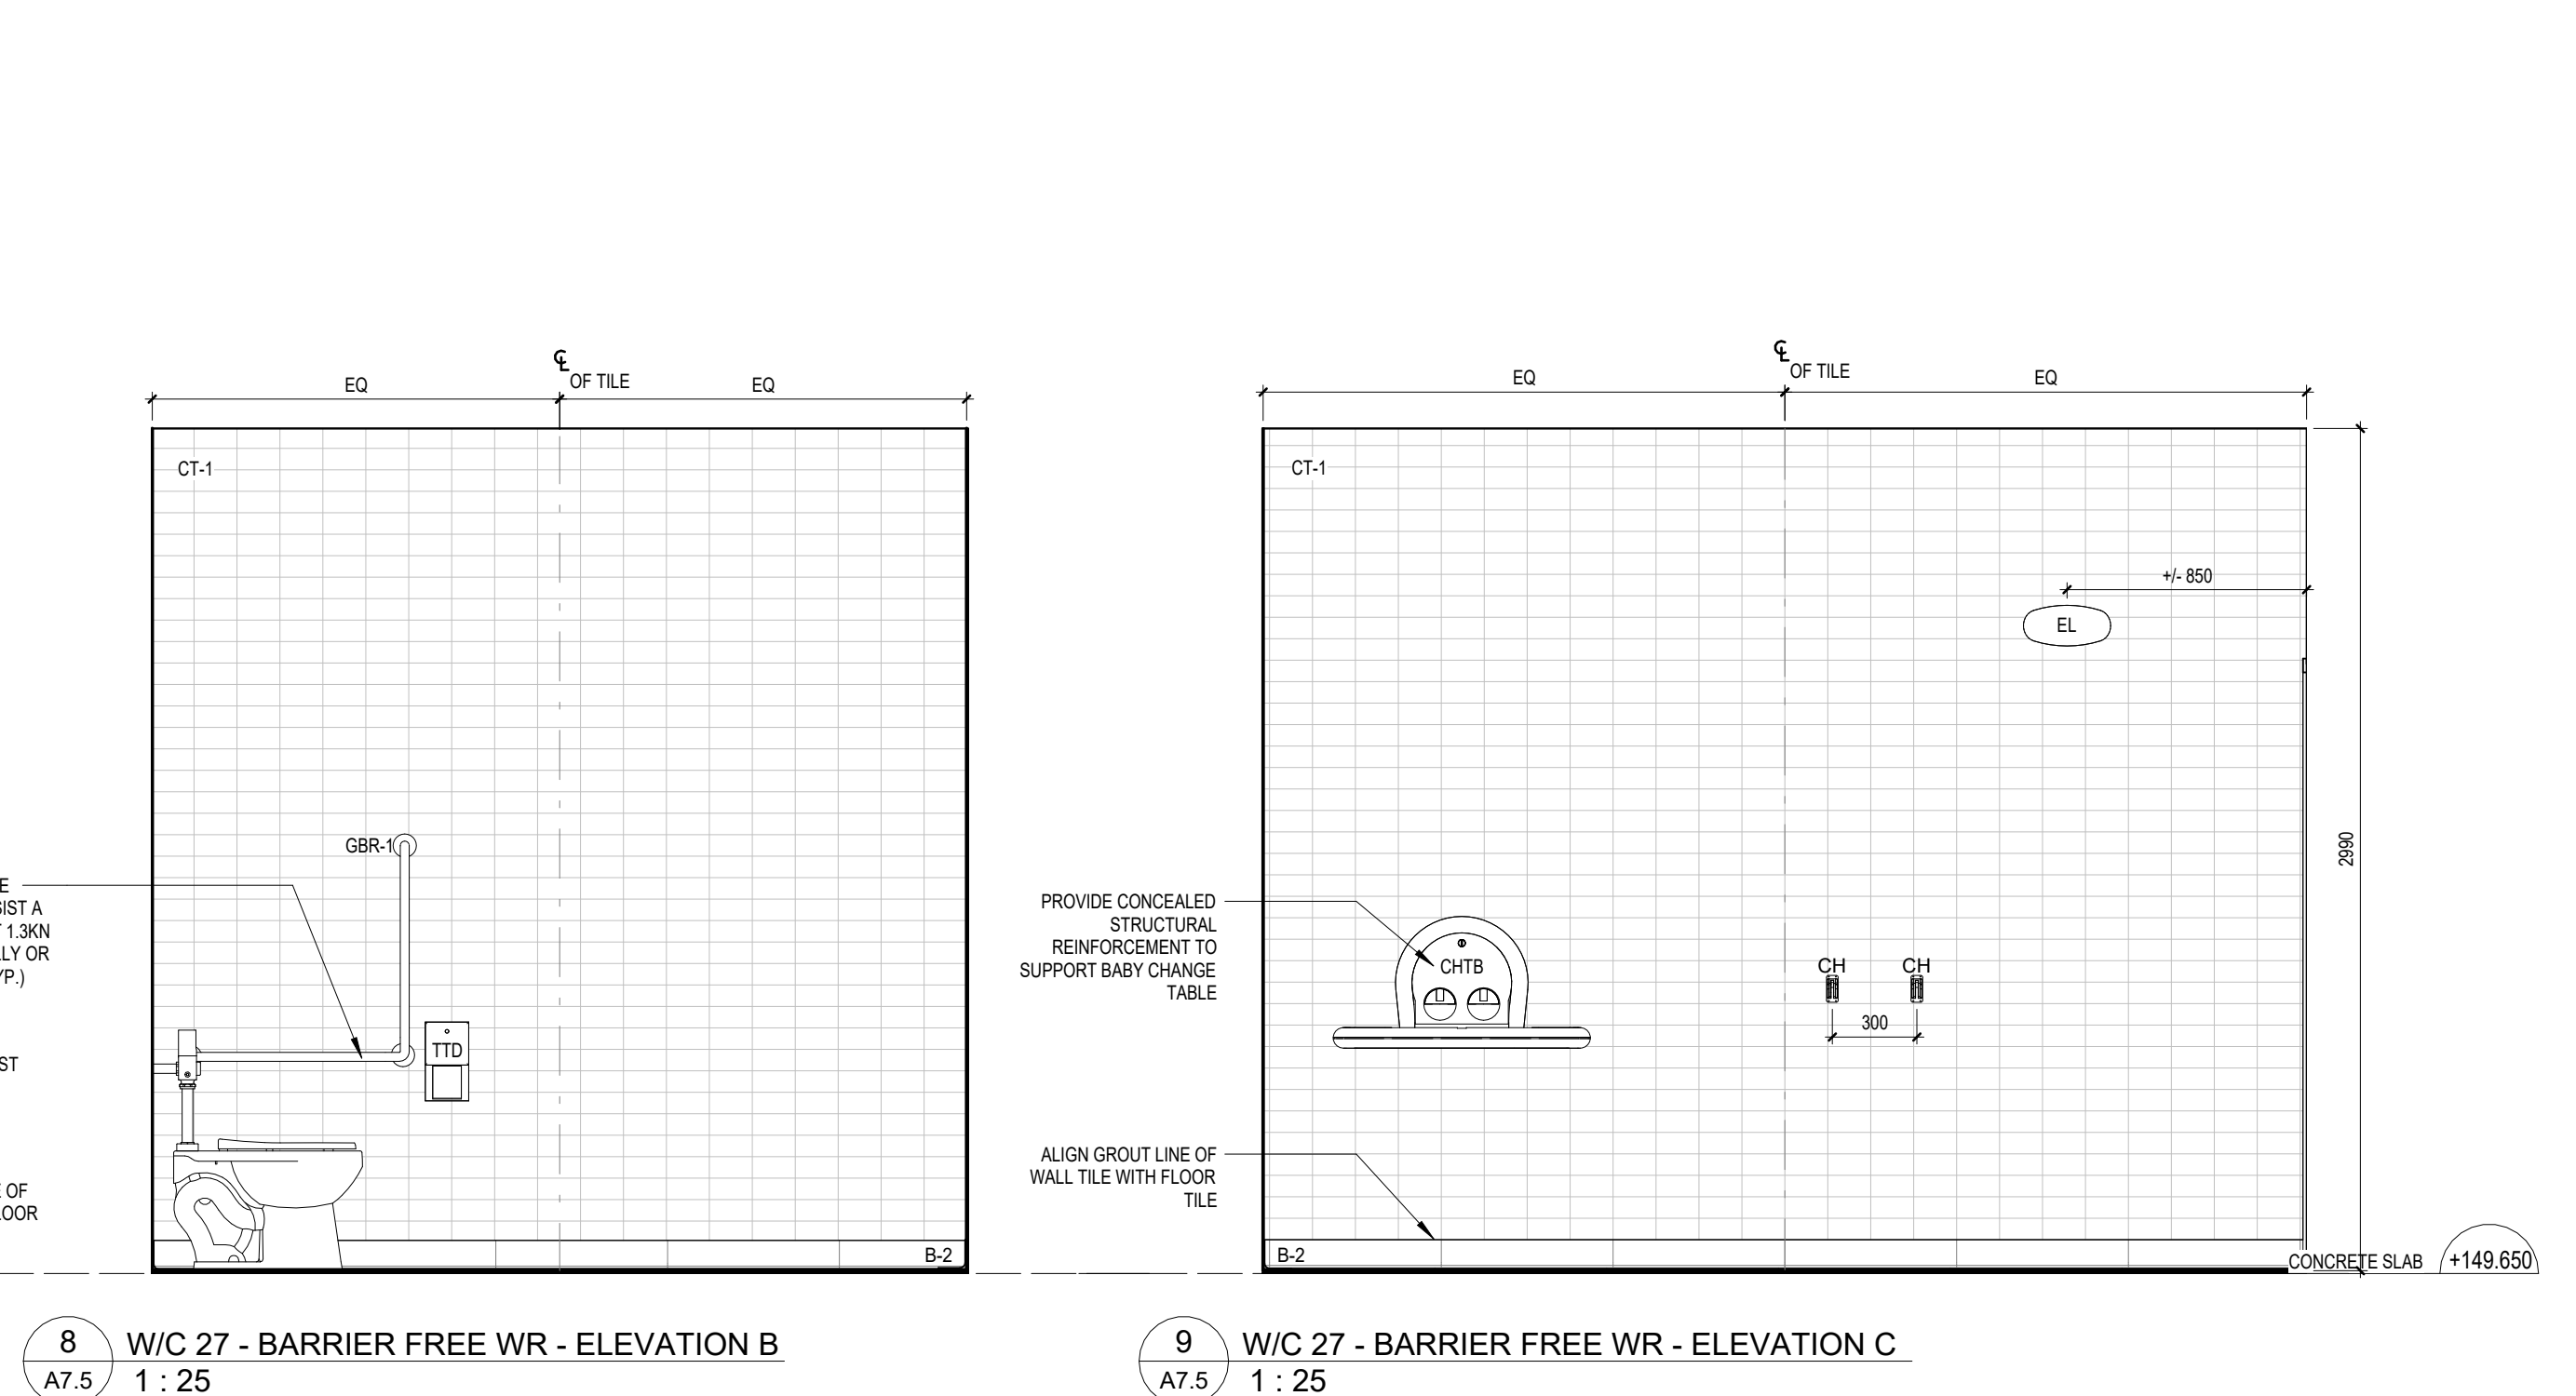 ℄
OF TILE
EQ
EQ
CT-1
GBR-1
TTD
B-2
E
SIST A
T 1.3KN
LLY OR
YP.)
ST
E OF
LOOR
8
A7.5
W/C 27 - BARRIER FREE WR - ELEVATION B
1 : 25
℄
OF TILE
EQ
EQ
CT-1
+/- 850
EL
2990
PROVIDE CONCEALED
STRUCTURAL
REINFORCEMENT TO
SUPPORT BABY CHANGE
TABLE
CHTB
CH
CH
300
ALIGN GROUT LINE OF
WALL TILE WITH FLOOR
TILE
B-2
CONCRETE SLAB
+149.650
9
A7.5
W/C 27 - BARRIER FREE WR - ELEVATION C
1 : 25